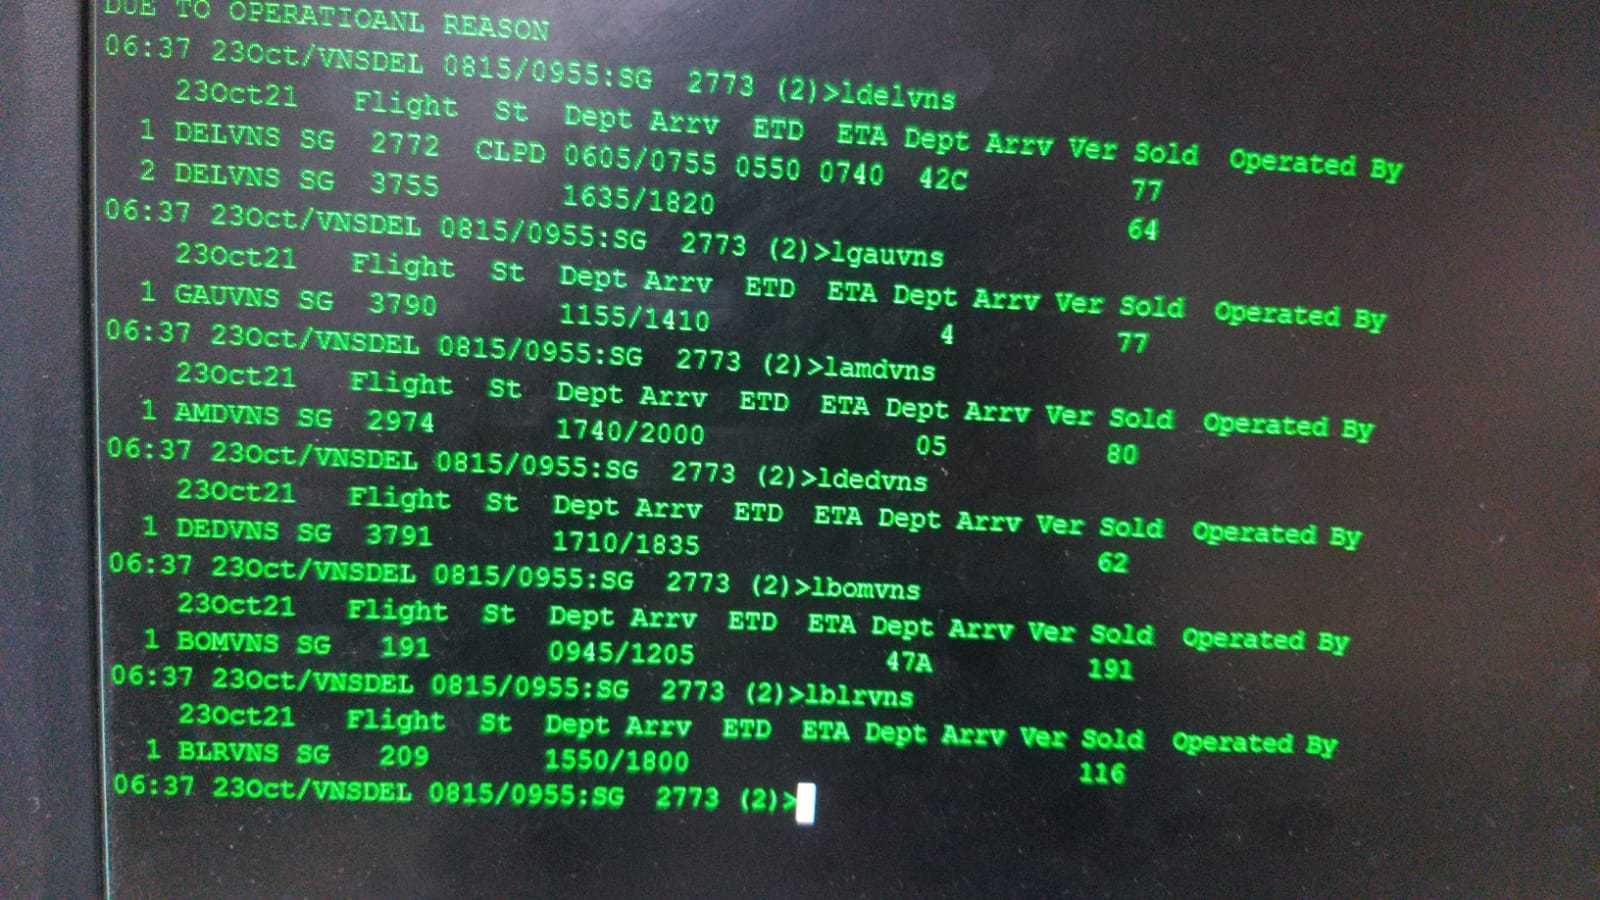 DUE TO OPERATIOANL REASON
06:37 23Oct/VNSDEL 0815/0955:SG 2773 (2)>ldelvns
23Oct21 Flight St Dept Arrv ETD ETA Dept Arrv Ver Sold Operated By
1 DELVNS SG 2772 CLPD 0605/0755 0550 0740 42C 77
2 DELVNS SG 3755 1635/1820 64
06:37 23Oct/VNSDEL 0815/0955:SG 2773 (2)>lgauvns
23Oct21 Flight St Dept Arrv ETD ETA Dept Arrv Ver Sold Operated By
1 GAUVNS SG 3790 1155/1410 4 77
06:37 23Oct/VNSDEL 0815/0955:SG 2773 (2)>lamdvns
23Oct21 Flight St Dept Arrv ETD ETA Dept Arrv Ver Sold Operated By
1 AMDVNS SG 2974 1740/2000 05 80
06:37 23Oct/VNSDEL 0815/0955:SG 2773 (2)>ldedvns
23Oct21 Flight St Dept Arrv ETD ETA Dept Arrv Ver Sold Operated By
1 DEDVNS SG 3791 1710/1835 62
06:37 23Oct/VNSDEL 0815/0955:SG 2773 (2)>lbomvns
23Oct21 Flight St Dept Arrv ETD ETA Dept Arrv Ver Sold Operated By
1 BOMVNS SG 191 0945/1205 47A 191
06:37 23Oct/VNSDEL 0815/0955:SG 2773 (2)>lblrvns
23Oct21 Flight St Dept Arrv ETD ETA Dept Arrv Ver Sold Operated By
1 BLRVNS SG 209 1550/1800 116
06:37 23Oct/VNSDEL 0815/0955:SG 2773 (2)>